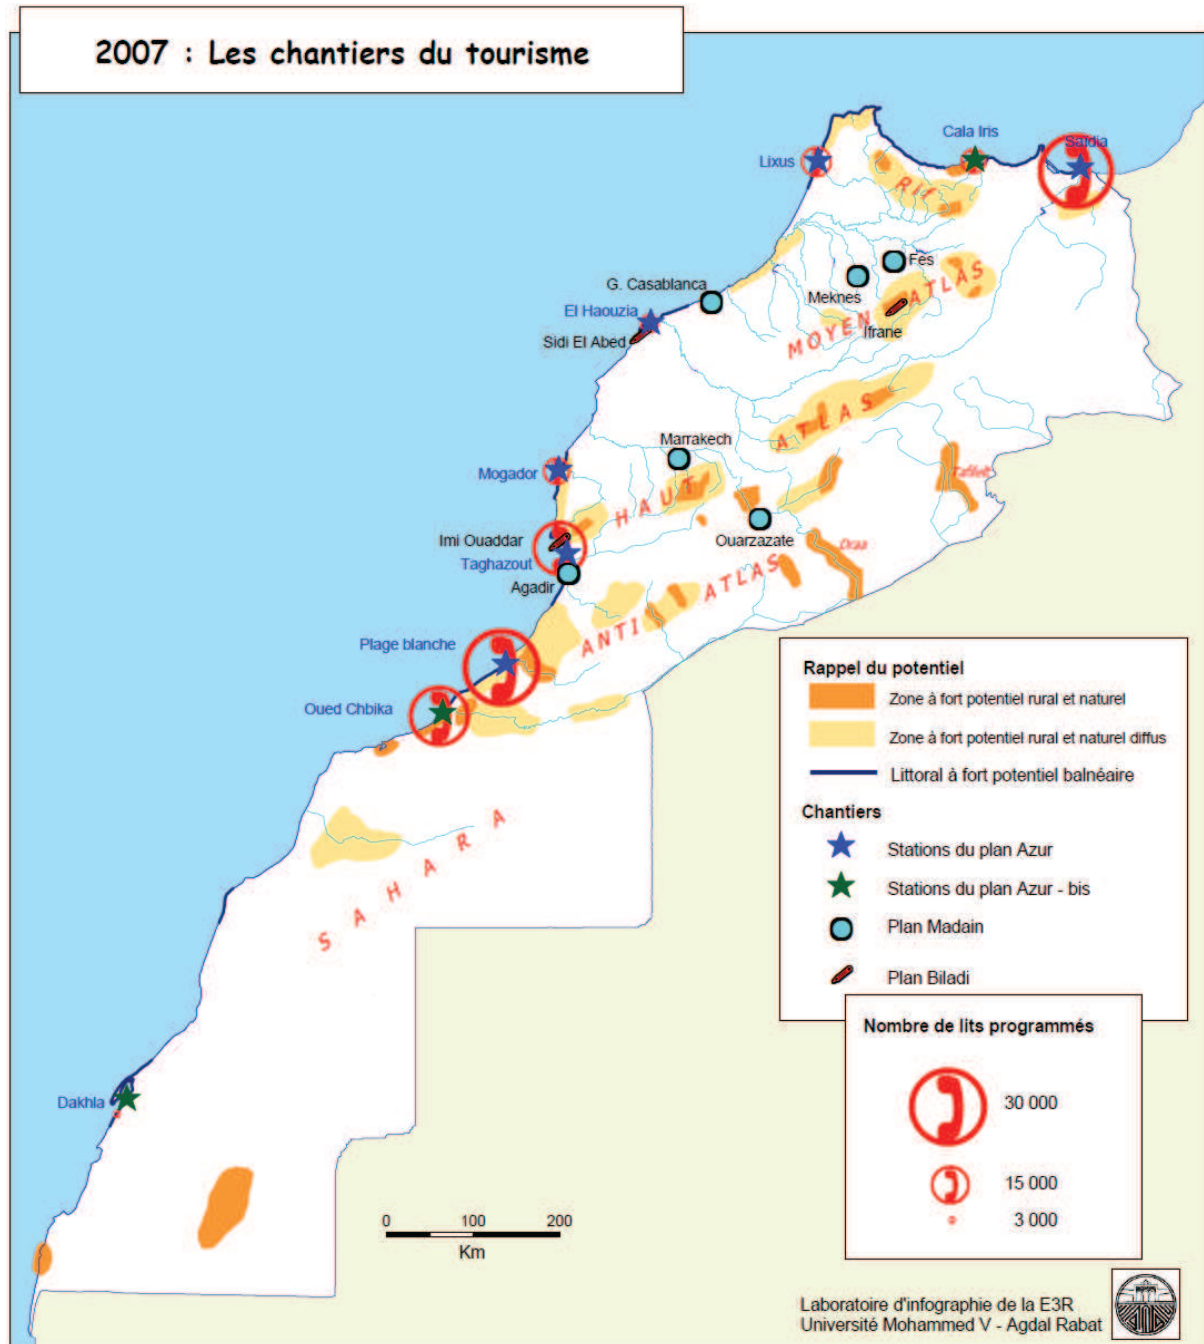 2007 : Les chantiers du tourisme
Cala Iris
Saïdia
Lixus
Rif
Fès
G. Casablanca
Meknes
El Haouzia
Ifrane
MOYEN ATLAS
Sidi El Abed
Marrakech
Mogador
HAUT ATLAS
Tafilelt
Imi Ouaddar
Ouarzazate
Draa
Taghazout
Agadir
ANTI ATLAS
Plage blanche
Oued Chbika
SAHARA
Dakhla
Rappel du potentiel
Zone à fort potentiel rural et naturel
Zone à fort potentiel rural et naturel diffus
Littoral à fort potentiel balnéaire
Chantiers
Stations du plan Azur
Stations du plan Azur - bis
Plan Madain
Plan Biladi
Nombre de lits programmés
30 000
15 000
3 000
0 100 200
Km
Laboratoire d'infographie de la E3R
Université Mohammed V - Agdal Rabat